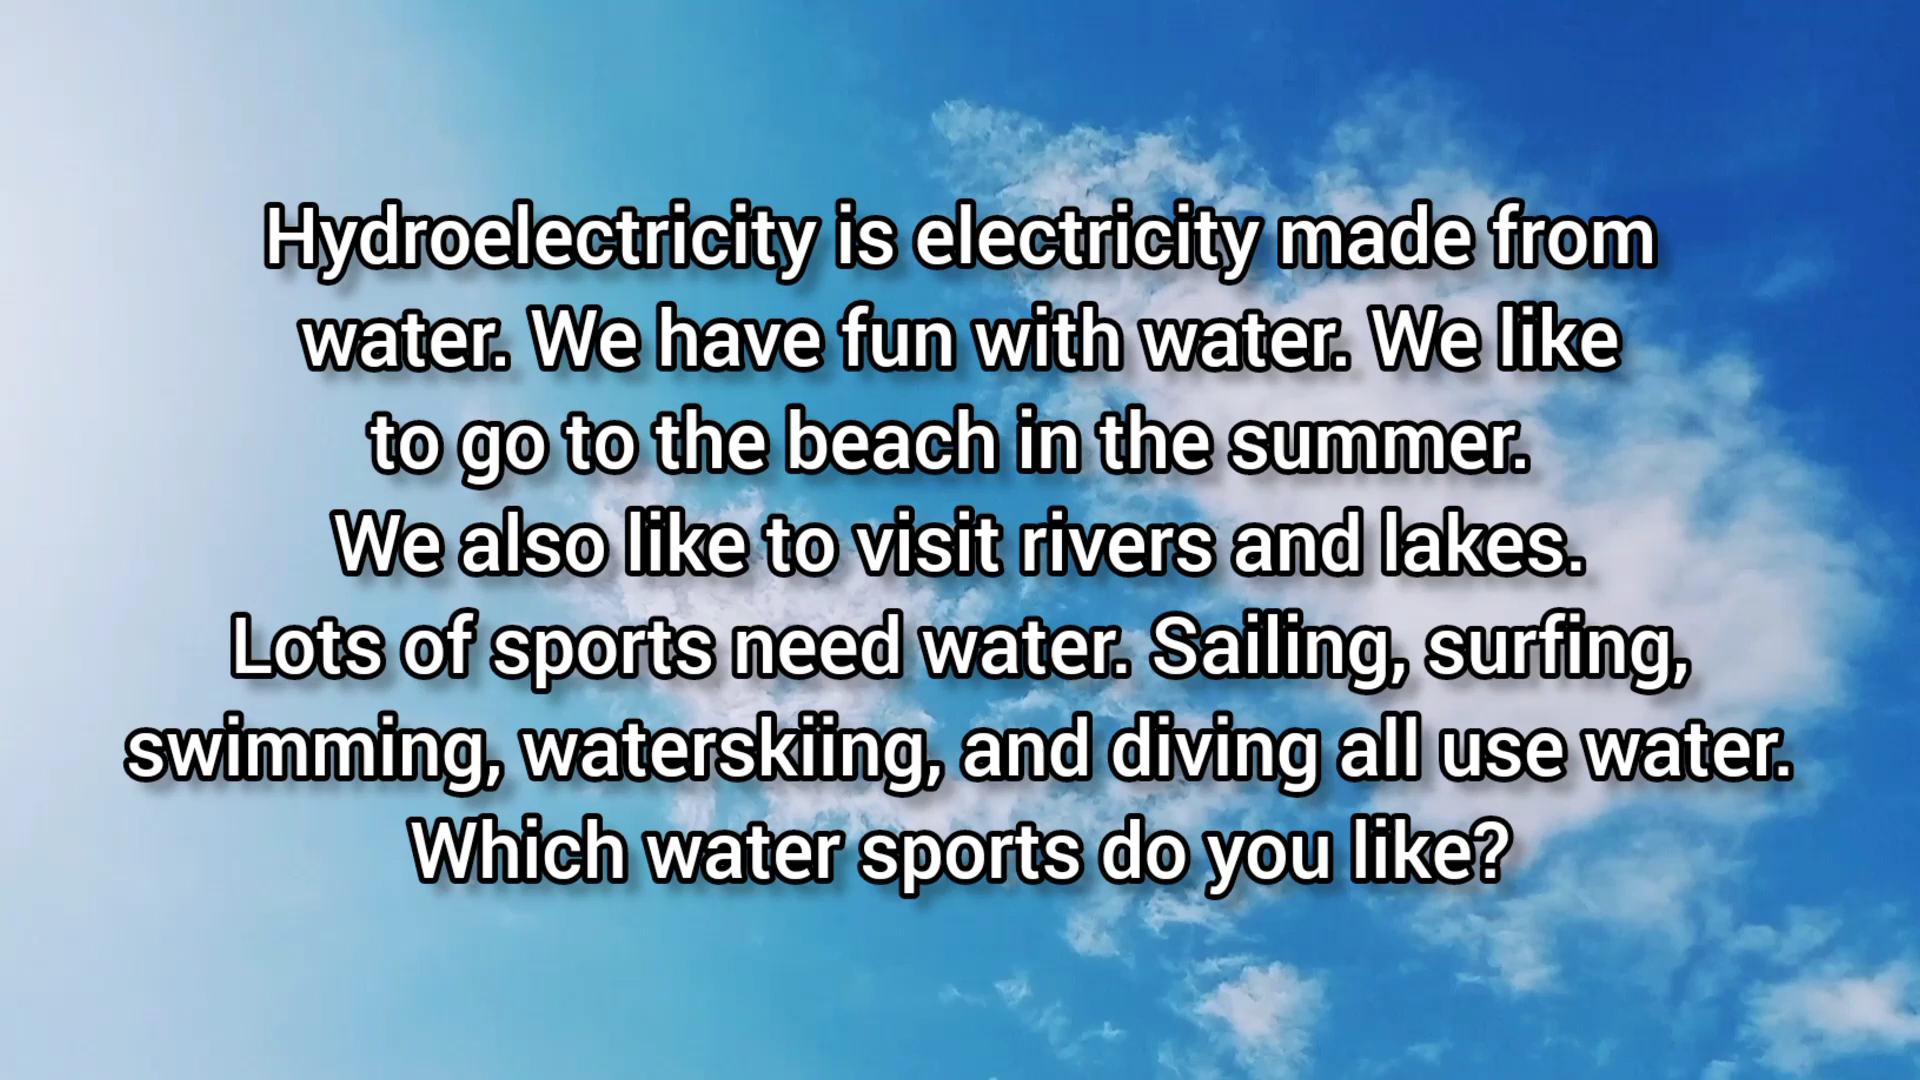 Hydroelectricity is electricity made from
water. We have fun with water. We like
to go to the beach in the summer.
We also like to visit rivers and lakes.
Lots of sports need water. Sailing, surfing,
swimming, waterskiing, and diving all use water.
Which water sports do you like?